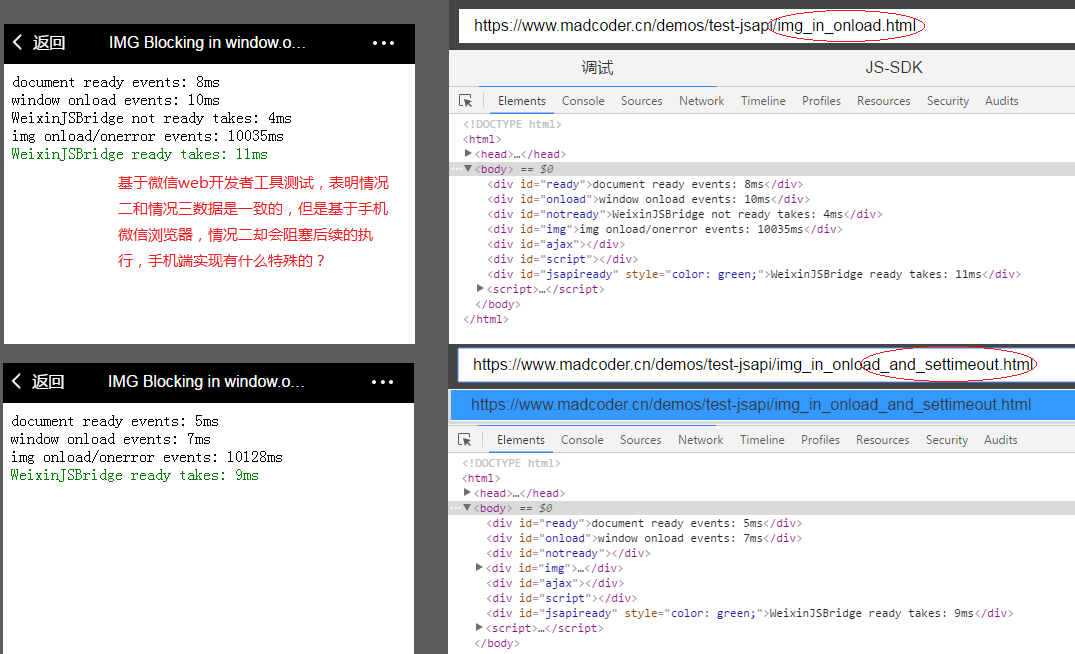 返回 IMG Blocking in window.o... •••
document ready events: 8ms
window onload events: 10ms
WeixinJSBridge not ready takes: 4ms
img onload/onerror events: 10035ms
WeixinJSBridge ready takes: 11ms
基于微信web开发者工具测试，表明情况
二和情况三数据是一致的，但是基于手机
微信浏览器，情况二却会阻塞后续的执
行，手机端实现有什么特殊的？
https://www.madcoder.cn/demos/test-jsapi/img_in_onload.html
调试 JS-SDK
Elements Console Sources Network Timeline Profiles Resources Security Audits
<!DOCTYPE html>
<html>
<head>…</head>
<body> == $0
<div id="ready">document ready events: 8ms</div>
<div id="onload">window onload events: 10ms</div>
<div id="notready">WeixinJSBridge not ready takes: 4ms</div>
<div id="img">img onload/onerror events: 10035ms</div>
<div id="ajax"></div>
<div id="script"></div>
<div id="jsapiready" style="color: green;">WeixinJSBridge ready takes: 11ms</div>
<script>…</script>
</body>
</html>
返回 IMG Blocking in window.o... •••
document ready events: 5ms
window onload events: 7ms
img onload/onerror events: 10128ms
WeixinJSBridge ready takes: 9ms
https://www.madcoder.cn/demos/test-jsapi/img_in_onload_and_settimeout.html
https://www.madcoder.cn/demos/test-jsapi/img_in_onload_and_settimeout.html
Elements Console Sources Network Timeline Profiles Resources Security Audits
<!DOCTYPE html>
<html>
<head>…</head>
<body> == $0
<div id="ready">document ready events: 5ms</div>
<div id="onload">window onload events: 7ms</div>
<div id="notready"></div>
<div id="img">…</div>
<div id="ajax"></div>
<div id="script"></div>
<div id="jsapiready" style="color: green;">WeixinJSBridge ready takes: 9ms</div>
<script>…</script>
</body>